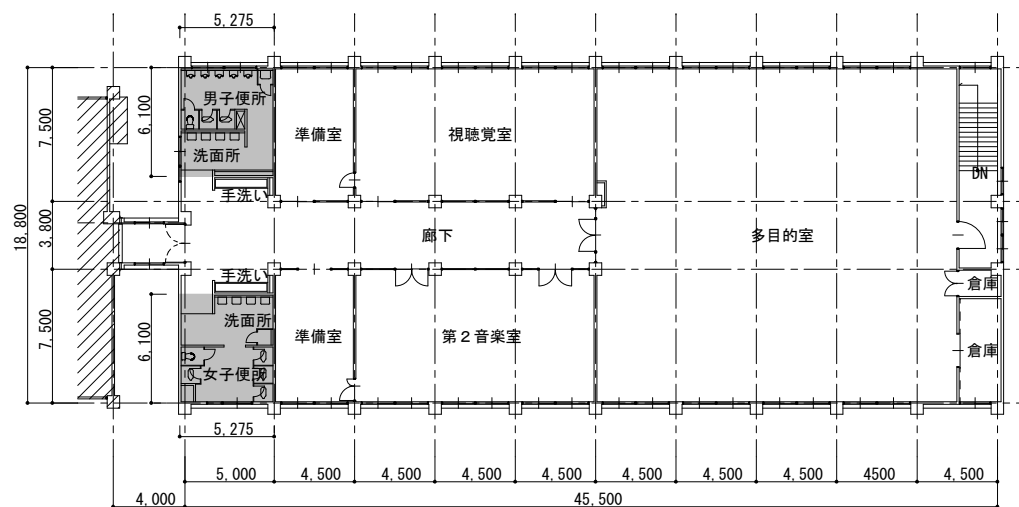 5,275
男子便所
洗面所
手洗い
準備室
視聴覚室
DN
廊下
多目的室
手洗い
洗面所
女子便所
準備室
第２音楽室
倉庫
倉庫
18,800
7,500
3,800
7,500
6,100
6,100
5,275
5,000
4,500
4,500
4,500
4,500
4,500
4,500
4,500
4500
4,500
4,000
45,500